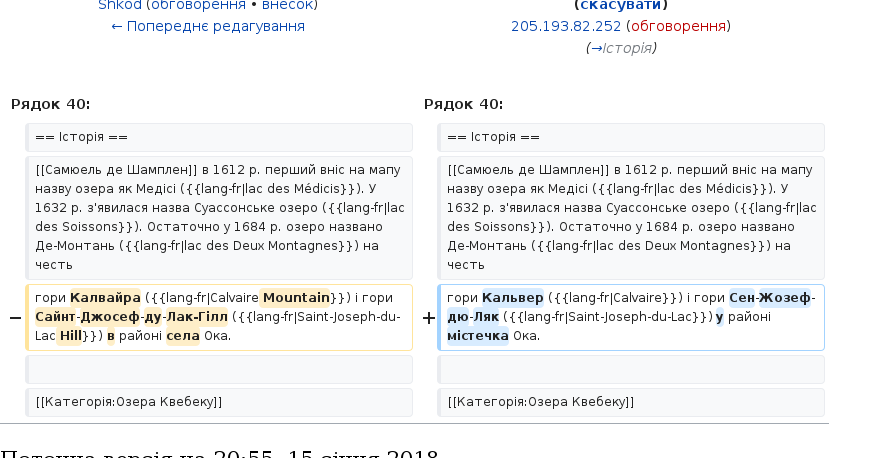 Shkod (обговорення • внесок)
← Попереднє редагування
(скасувати)
205.193.82.252 (обговорення)
(→Історія)
Рядок 40:
== Історія ==
[[Самюель де Шамплен]] в 1612 р. перший вніс на мапу
назву озера як Медісі ({{lang-fr|lac des Médicis}}). У
1632 р. з'явилася назва Суассонське озеро ({{lang-fr|lac
des Soissons}}). Остаточно у 1684 р. озеро названо
Де-Монтань ({{lang-fr|lac des Deux Montagnes}}) на
честь
− гори Калвайра ({{lang-fr|Calvaire Mountain}}) і гори
Сайнт-Джосеф-ду-Лак-Гілл ({{lang-fr|Saint-Joseph-du-
Lac Hill}}) в районі села Ока.
[[Категорія:Озера Квебеку]]
Рядок 40:
== Історія ==
[[Самюель де Шамплен]] в 1612 р. перший вніс на мапу
назву озера як Медісі ({{lang-fr|lac des Médicis}}). У
1632 р. з'явилася назва Суассонське озеро ({{lang-fr|lac
des Soissons}}). Остаточно у 1684 р. озеро названо
Де-Монтань ({{lang-fr|lac des Deux Montagnes}}) на
честь
+ гори Кальвер ({{lang-fr|Calvaire}}) і гори Сен-Жозеф-
дю-Ляк ({{lang-fr|Saint-Joseph-du-Lac}}) у районі
містечка Ока.
[[Категорія:Озера Квебеку]]
Поточна версія на 20:55, 15 січня 2018